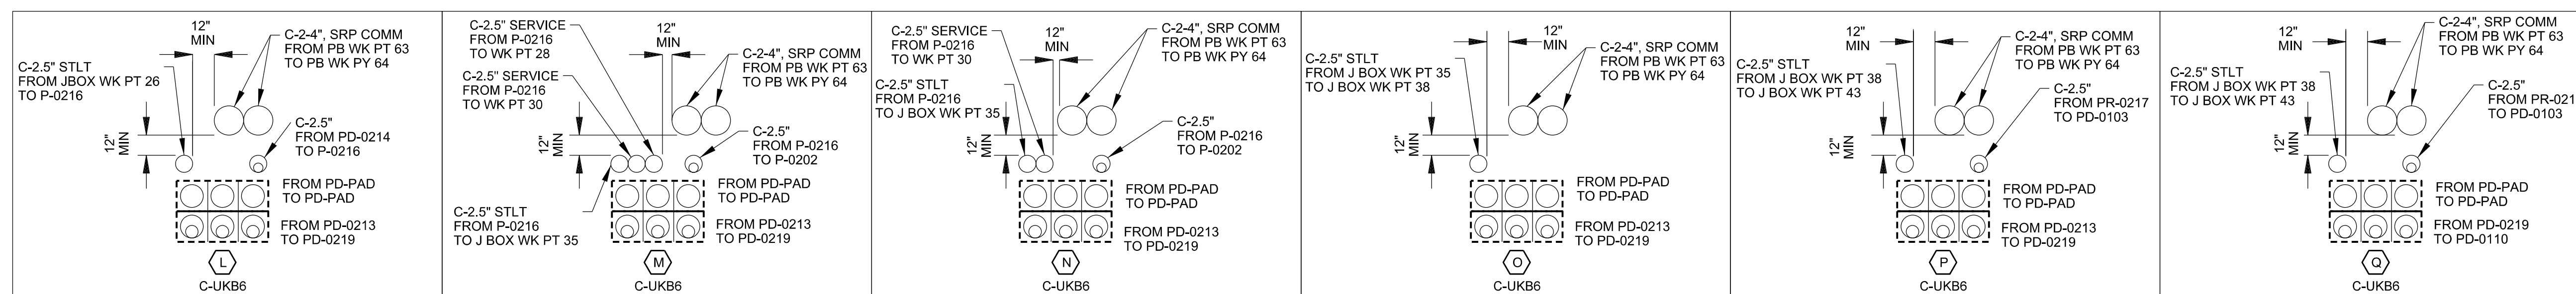 12"
MIN
C-2-4", SRP COMM
FROM PB WK PT 63
TO PB WK PY 64
C-2.5" STLT
FROM JBOX WK PT 26
TO P-0216
12"
MIN
C-2.5"
FROM PD-0214
TO P-0216
FROM PD-PAD
TO PD-PAD
FROM PD-0213
TO PD-0219
L
C-UKB6
C-2.5" SERVICE
FROM P-0216
TO WK PT 28
12"
MIN
C-2-4", SRP COMM
FROM PB WK PT 63
TO PB WK PY 64
C-2.5" SERVICE
FROM P-0216
TO WK PT 30
12"
MIN
C-2.5"
FROM P-0216
TO P-0202
C-2.5" STLT
FROM P-0216
TO J BOX WK PT 35
FROM PD-PAD
TO PD-PAD
FROM PD-0213
TO PD-0219
M
C-UKB6
C-2.5" SERVICE
FROM P-0216
TO WK PT 30
12"
MIN
C-2-4", SRP COMM
FROM PB WK PT 63
TO PB WK PY 64
C-2.5" STLT
FROM P-0216
TO J BOX WK PT 35
12"
MIN
C-2.5"
FROM P-0216
TO P-0202
FROM PD-PAD
TO PD-PAD
FROM PD-0213
TO PD-0219
N
C-UKB6
12"
MIN
C-2-4", SRP COMM
FROM PB WK PT 63
TO PB WK PY 64
C-2.5" STLT
FROM J BOX WK PT 35
TO J BOX WK PT 38
12"
MIN
FROM PD-PAD
TO PD-PAD
FROM PD-0213
TO PD-0219
O
C-UKB6
12"
MIN
C-2-4", SRP COMM
FROM PB WK PT 63
TO PB WK PY 64
C-2.5" STLT
FROM J BOX WK PT 38
TO J BOX WK PT 43
12"
MIN
C-2.5"
FROM PR-0217
TO PD-0103
FROM PD-PAD
TO PD-PAD
FROM PD-0213
TO PD-0219
P
C-UKB6
12"
MIN
C-2-4", SRP COMM
FROM PB WK PT 63
TO PB WK PY 64
C-2.5" STLT
FROM J BOX WK PT 38
TO J BOX WK PT 43
12"
MIN
C-2.5"
FROM PR-021
TO PD-0103
FROM PD-PAD
TO PD-PAD
FROM PD-0219
TO PD-0110
Q
C-UKB6